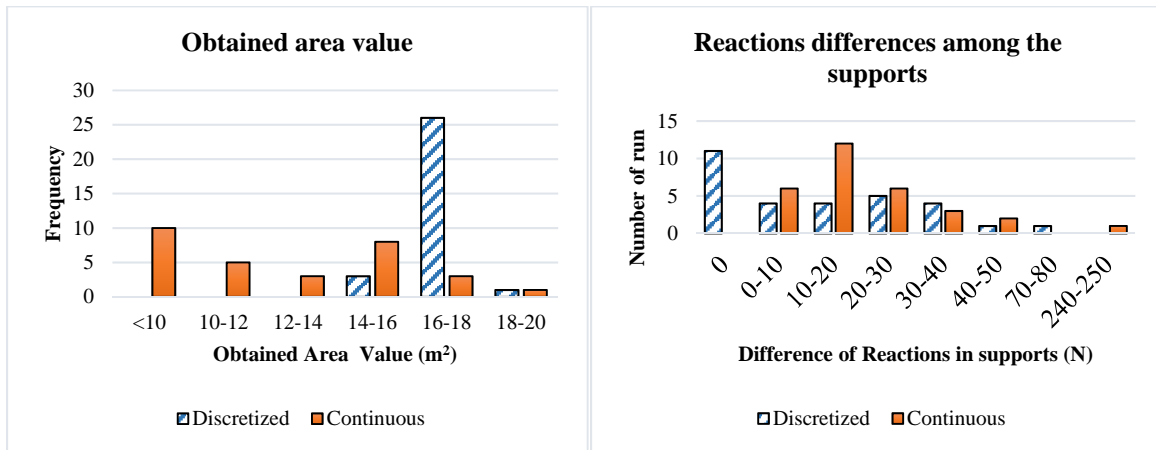 Obtained area value
30
25
20
15
10
5
0
Frequency
<10 10-12 12-14 14-16 16-18 18-20
Obtained Area Value (m²)
Discretized Continuous
Reactions differences among the
supports
15
10
5
0
Number of run
0 0-10 10-20 20-30 30-40 40-50 70-80 240-250
Difference of Reactions in supports (N)
Discretized Continuous